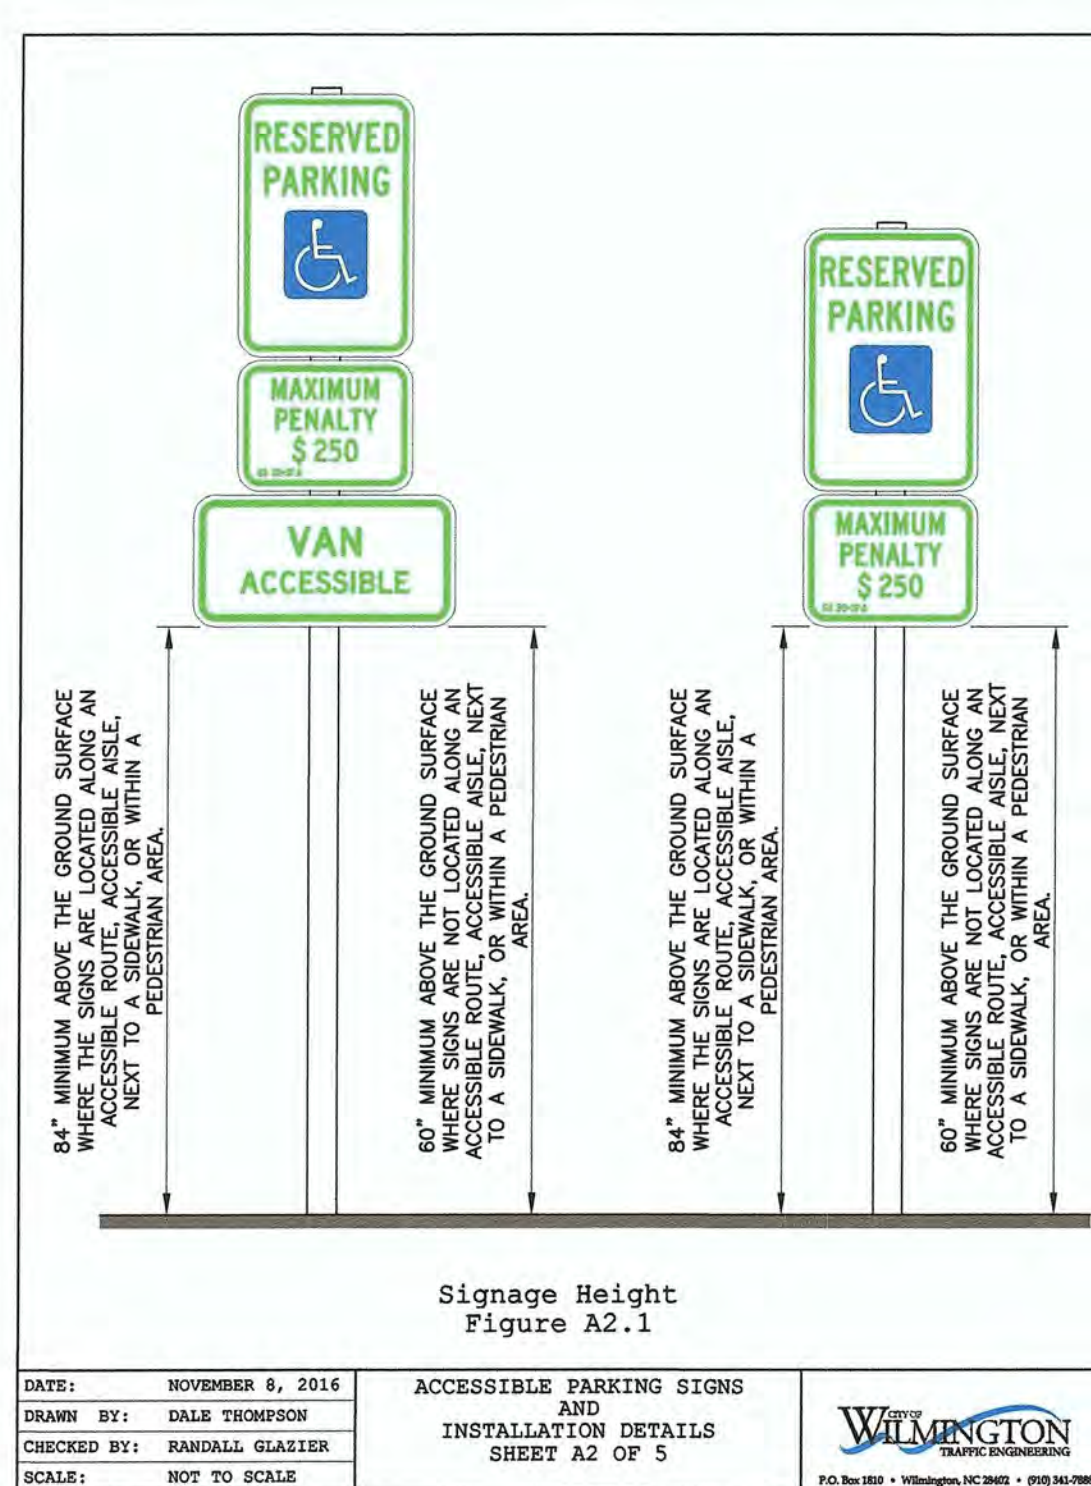 RESERVED
PARKING
MAXIMUM
PENALTY
$ 250
VAN
ACCESSIBLE
RESERVED
PARKING
MAXIMUM
PENALTY
$ 250
84" MINIMUM ABOVE THE GROUND SURFACE
WHERE THE SIGNS ARE LOCATED ALONG AN
ACCESSIBLE ROUTE, ACCESSIBLE AISLE,
NEXT TO A SIDEWALK, OR WITHIN A
PEDESTRIAN AREA.
60" MINIMUM ABOVE THE GROUND SURFACE
WHERE SIGNS ARE NOT LOCATED ALONG AN
ACCESSIBLE ROUTE, ACCESSIBLE AISLE, NEXT
TO A SIDEWALK, OR WITHIN A PEDESTRIAN
AREA.
84" MINIMUM ABOVE THE GROUND SURFACE
WHERE THE SIGNS ARE LOCATED ALONG AN
ACCESSIBLE ROUTE, ACCESSIBLE AISLE,
NEXT TO A SIDEWALK, OR WITHIN A
PEDESTRIAN AREA.
60" MINIMUM ABOVE THE GROUND SURFACE
WHERE SIGNS ARE NOT LOCATED ALONG AN
ACCESSIBLE ROUTE, ACCESSIBLE AISLE, NEXT
TO A SIDEWALK, OR WITHIN A PEDESTRIAN
AREA.
Signage Height
Figure A2.1
DATE: NOVEMBER 8, 2016
DRAWN BY: DALE THOMPSON
CHECKED BY: RANDALL GLAZIER
SCALE: NOT TO SCALE
ACCESSIBLE PARKING SIGNS
AND
INSTALLATION DETAILS
SHEET A2 OF 5
CITY OF
WILMINGTON
TRAFFIC ENGINEERING
P.O. Box 1810 • Wilmington, NC 28402 • (910) 341-7888